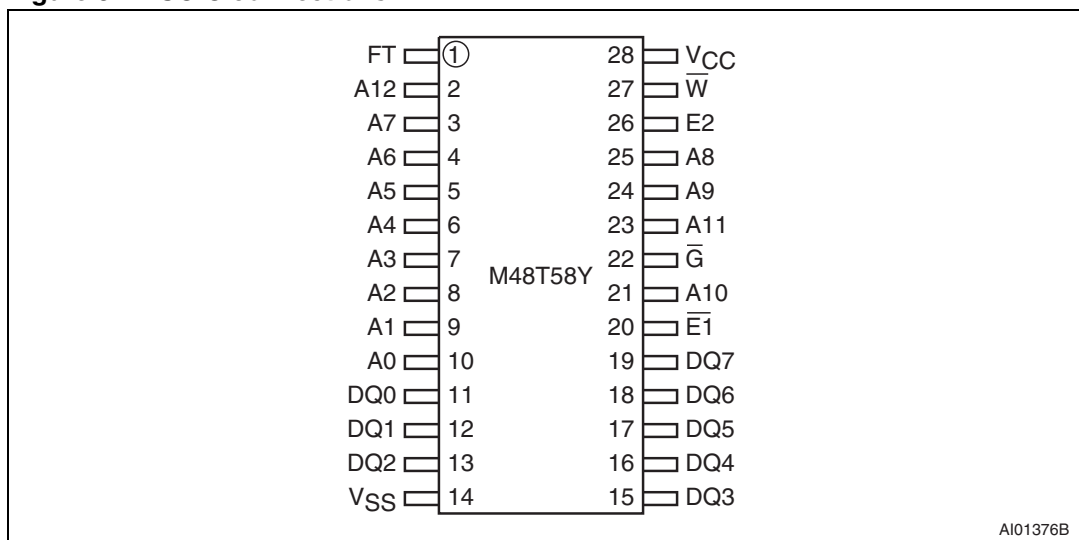 FT 1 28 VCC
A12 2 27 W̅
A7 3 26 E2
A6 4 25 A8
A5 5 24 A9
A4 6 23 A11
A3 7 22 G̅
M48T58Y
A2 8 21 A10
A1 9 20 E̅1̅
A0 10 19 DQ7
DQ0 11 18 DQ6
DQ1 12 17 DQ5
DQ2 13 16 DQ4
VSS 14 15 DQ3
AI01376B